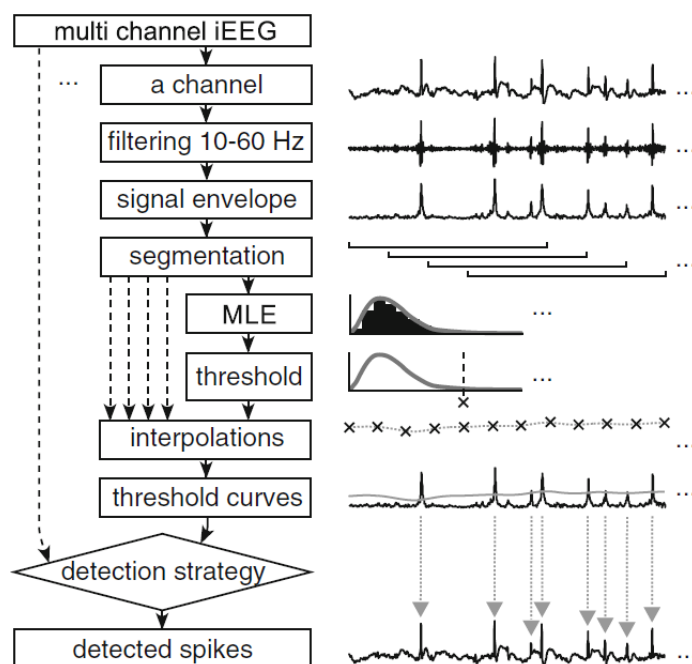 multi channel iEEG
... a channel
...
filtering 10-60 Hz
...
signal envelope
...
segmentation
...
MLE
...
threshold
...
interpolations
...
threshold curves
...
detection strategy
detected spikes
...